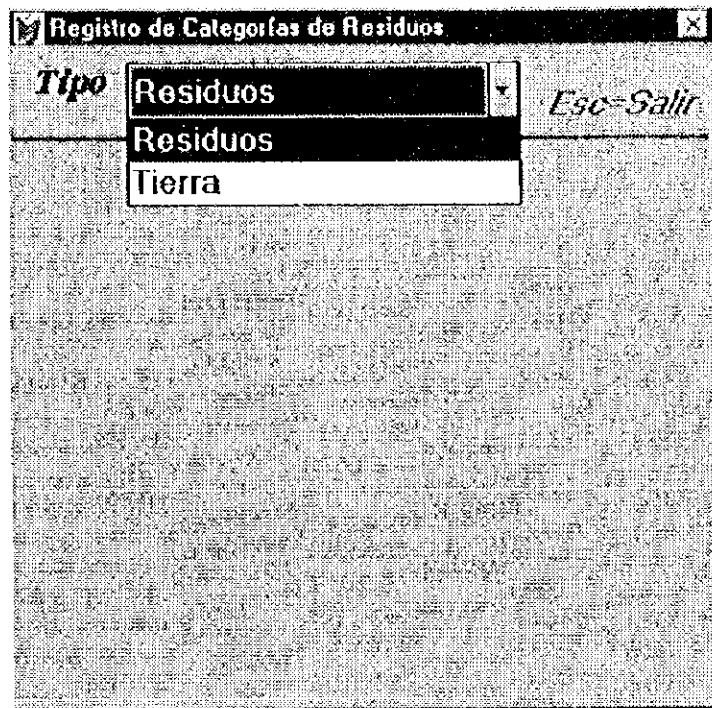 Registro de Categorías de Residuos
Tipo Residuos Esc=Salir
Residuos
Tierra